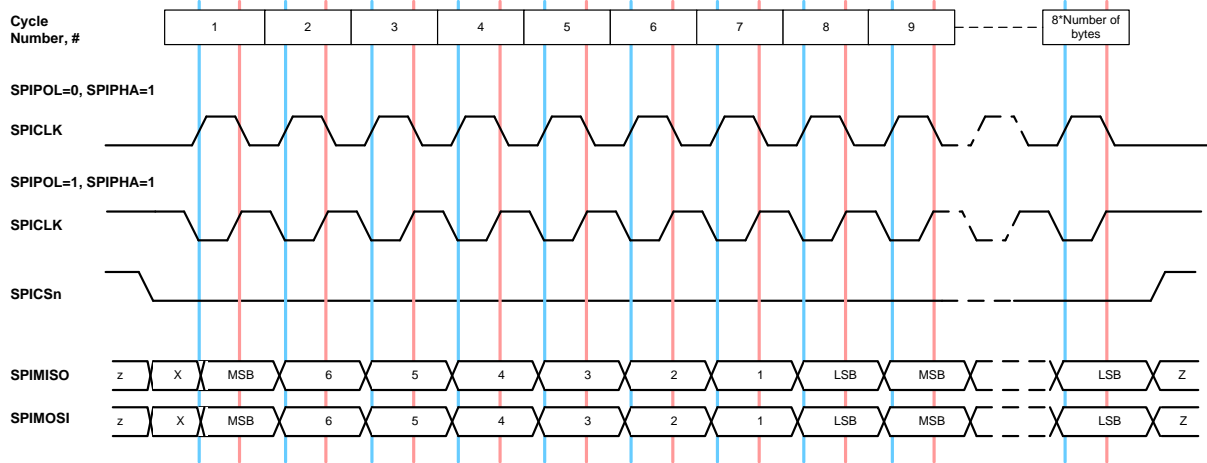 Cycle
Number, #
1 2 3 4 5 6 7 8 9
8*Number of
bytes
SPIPOL=0, SPIPHA=1
SPICLK
SPIPOL=1, SPIPHA=1
SPICLK
SPICSn
SPIMISO z X MSB 6 5 4 3 2 1 LSB MSB LSB Z
SPIMOSI z X MSB 6 5 4 3 2 1 LSB MSB LSB Z